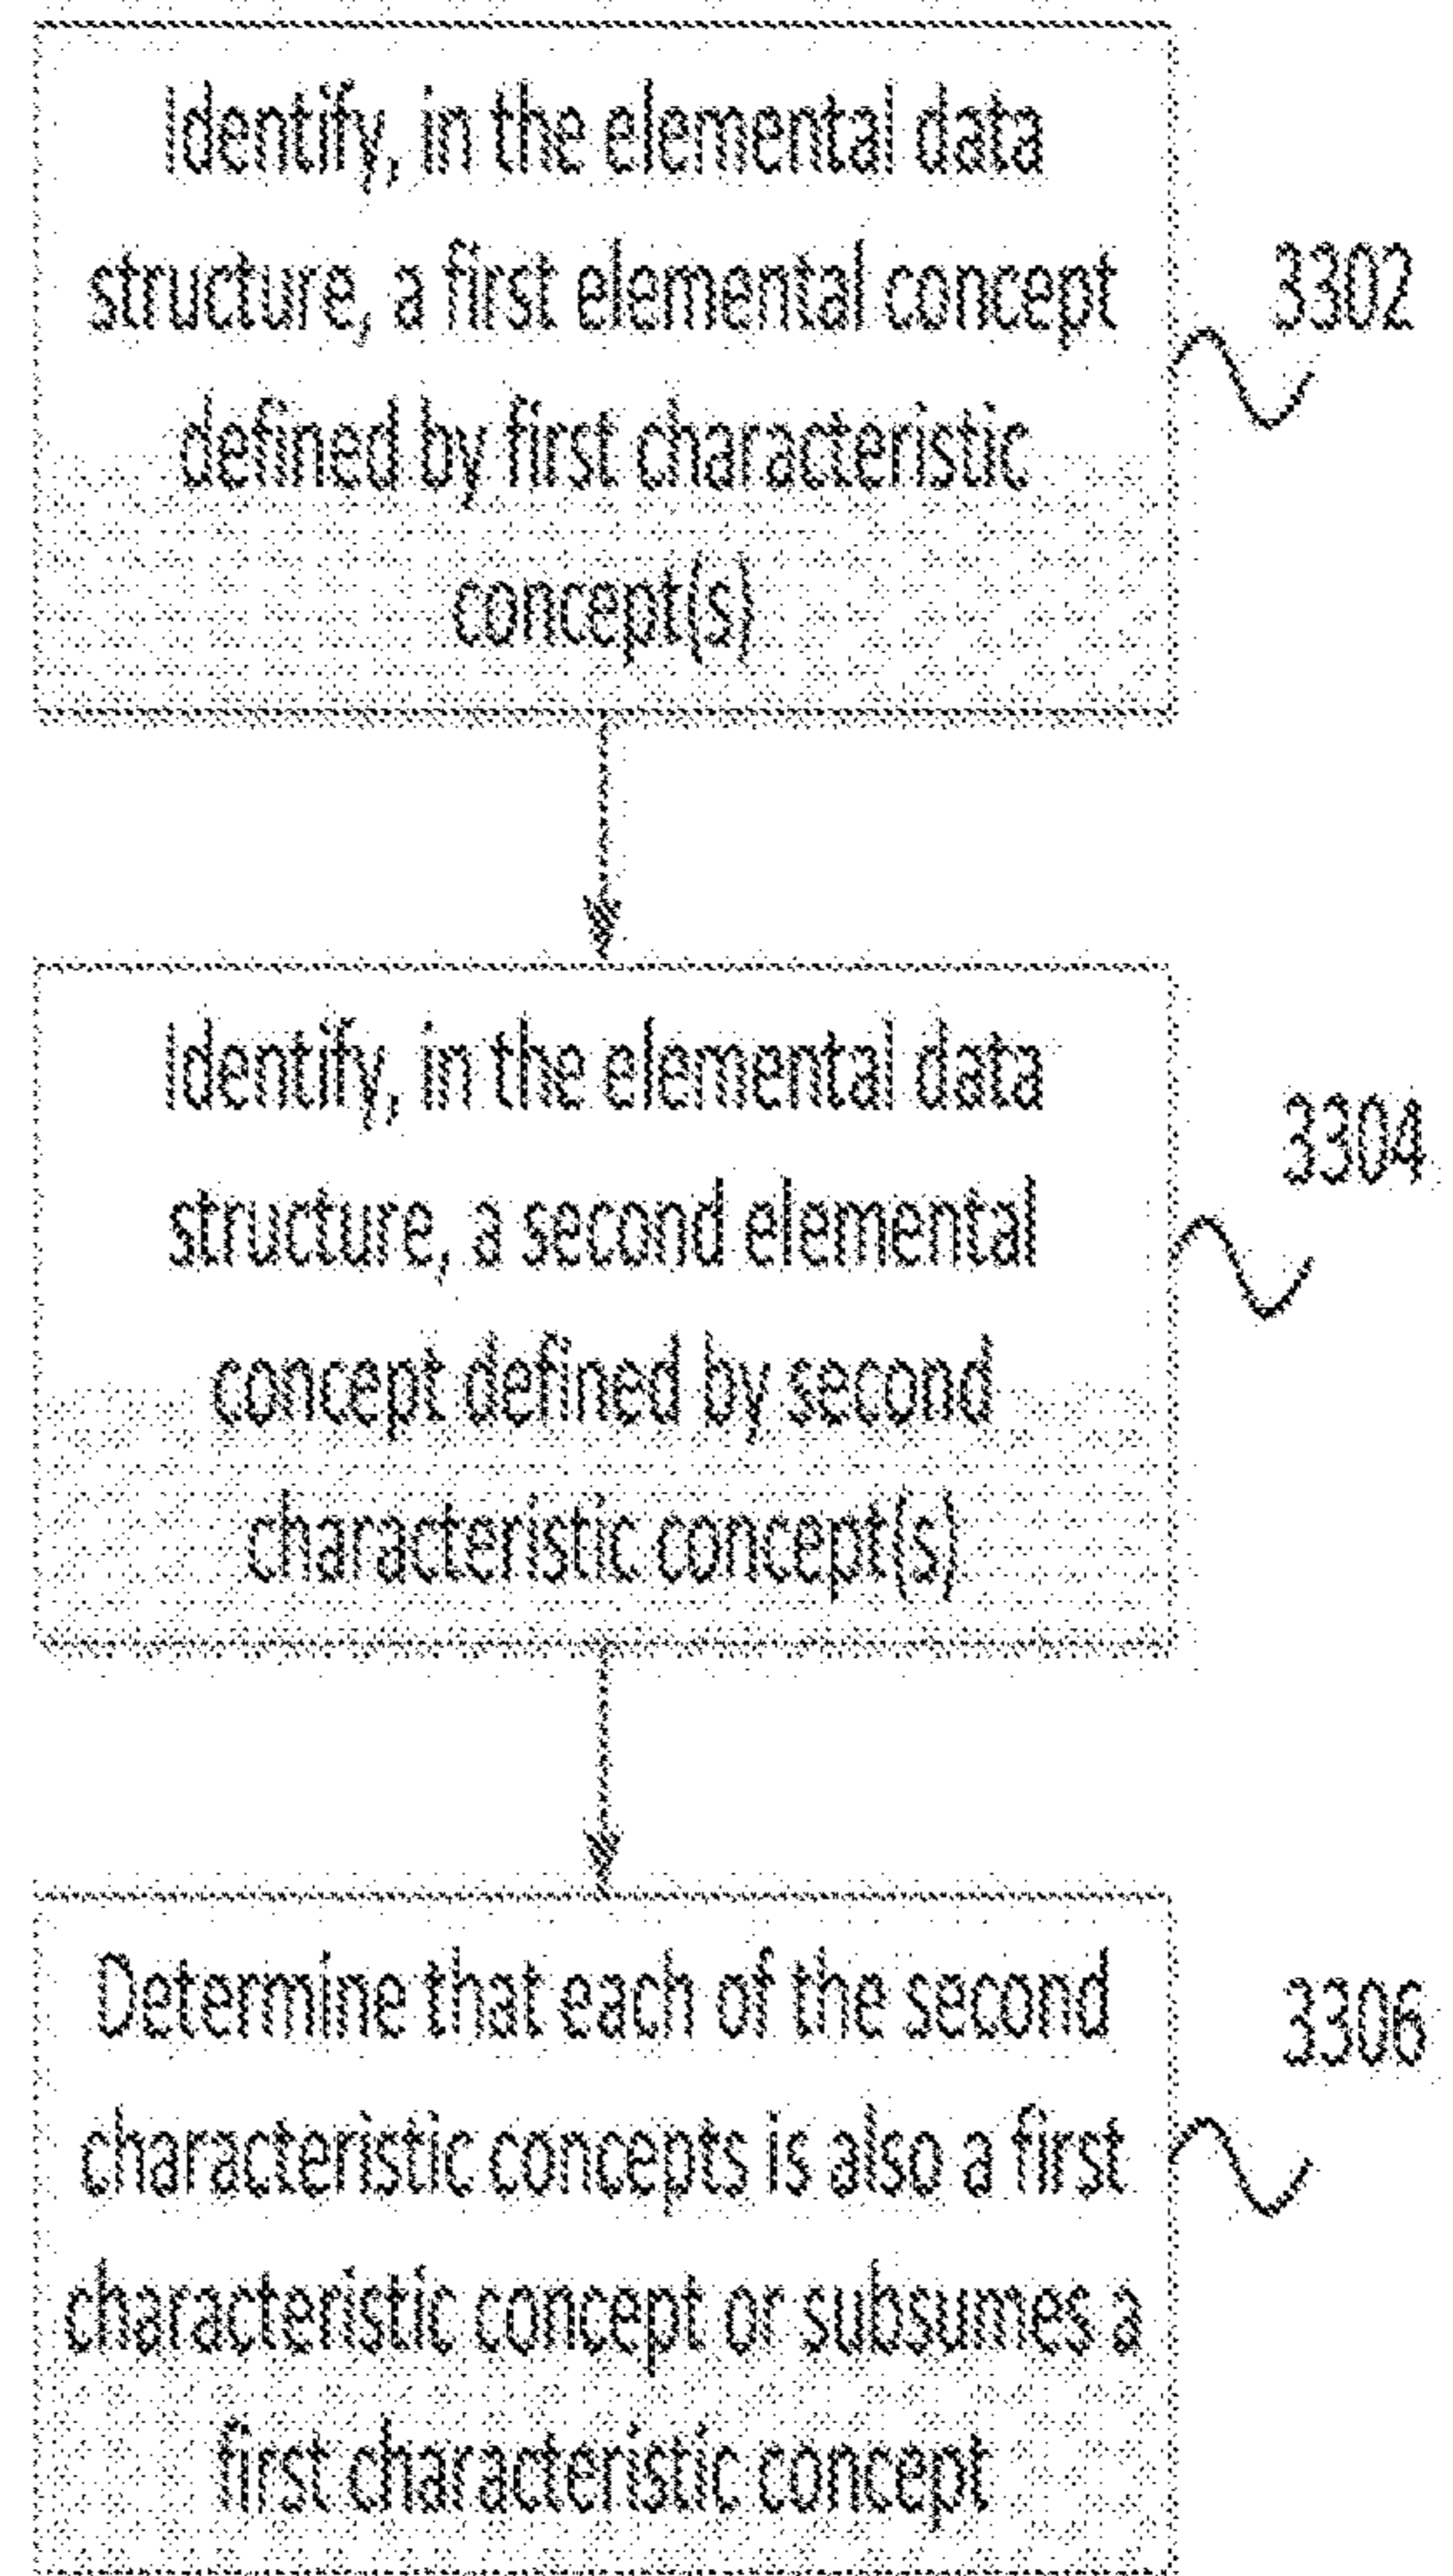 Identify, in the elemental data
structure, a first elemental concept
defined by first characteristic
concept(s)
3302
Identify, in the elemental data
structure, a second elemental
concept defined by second
characteristic concept(s)
3304
Determine that each of the second
characteristic concepts is also a first
characteristic concept or subsumes a
first characteristic concept
3306